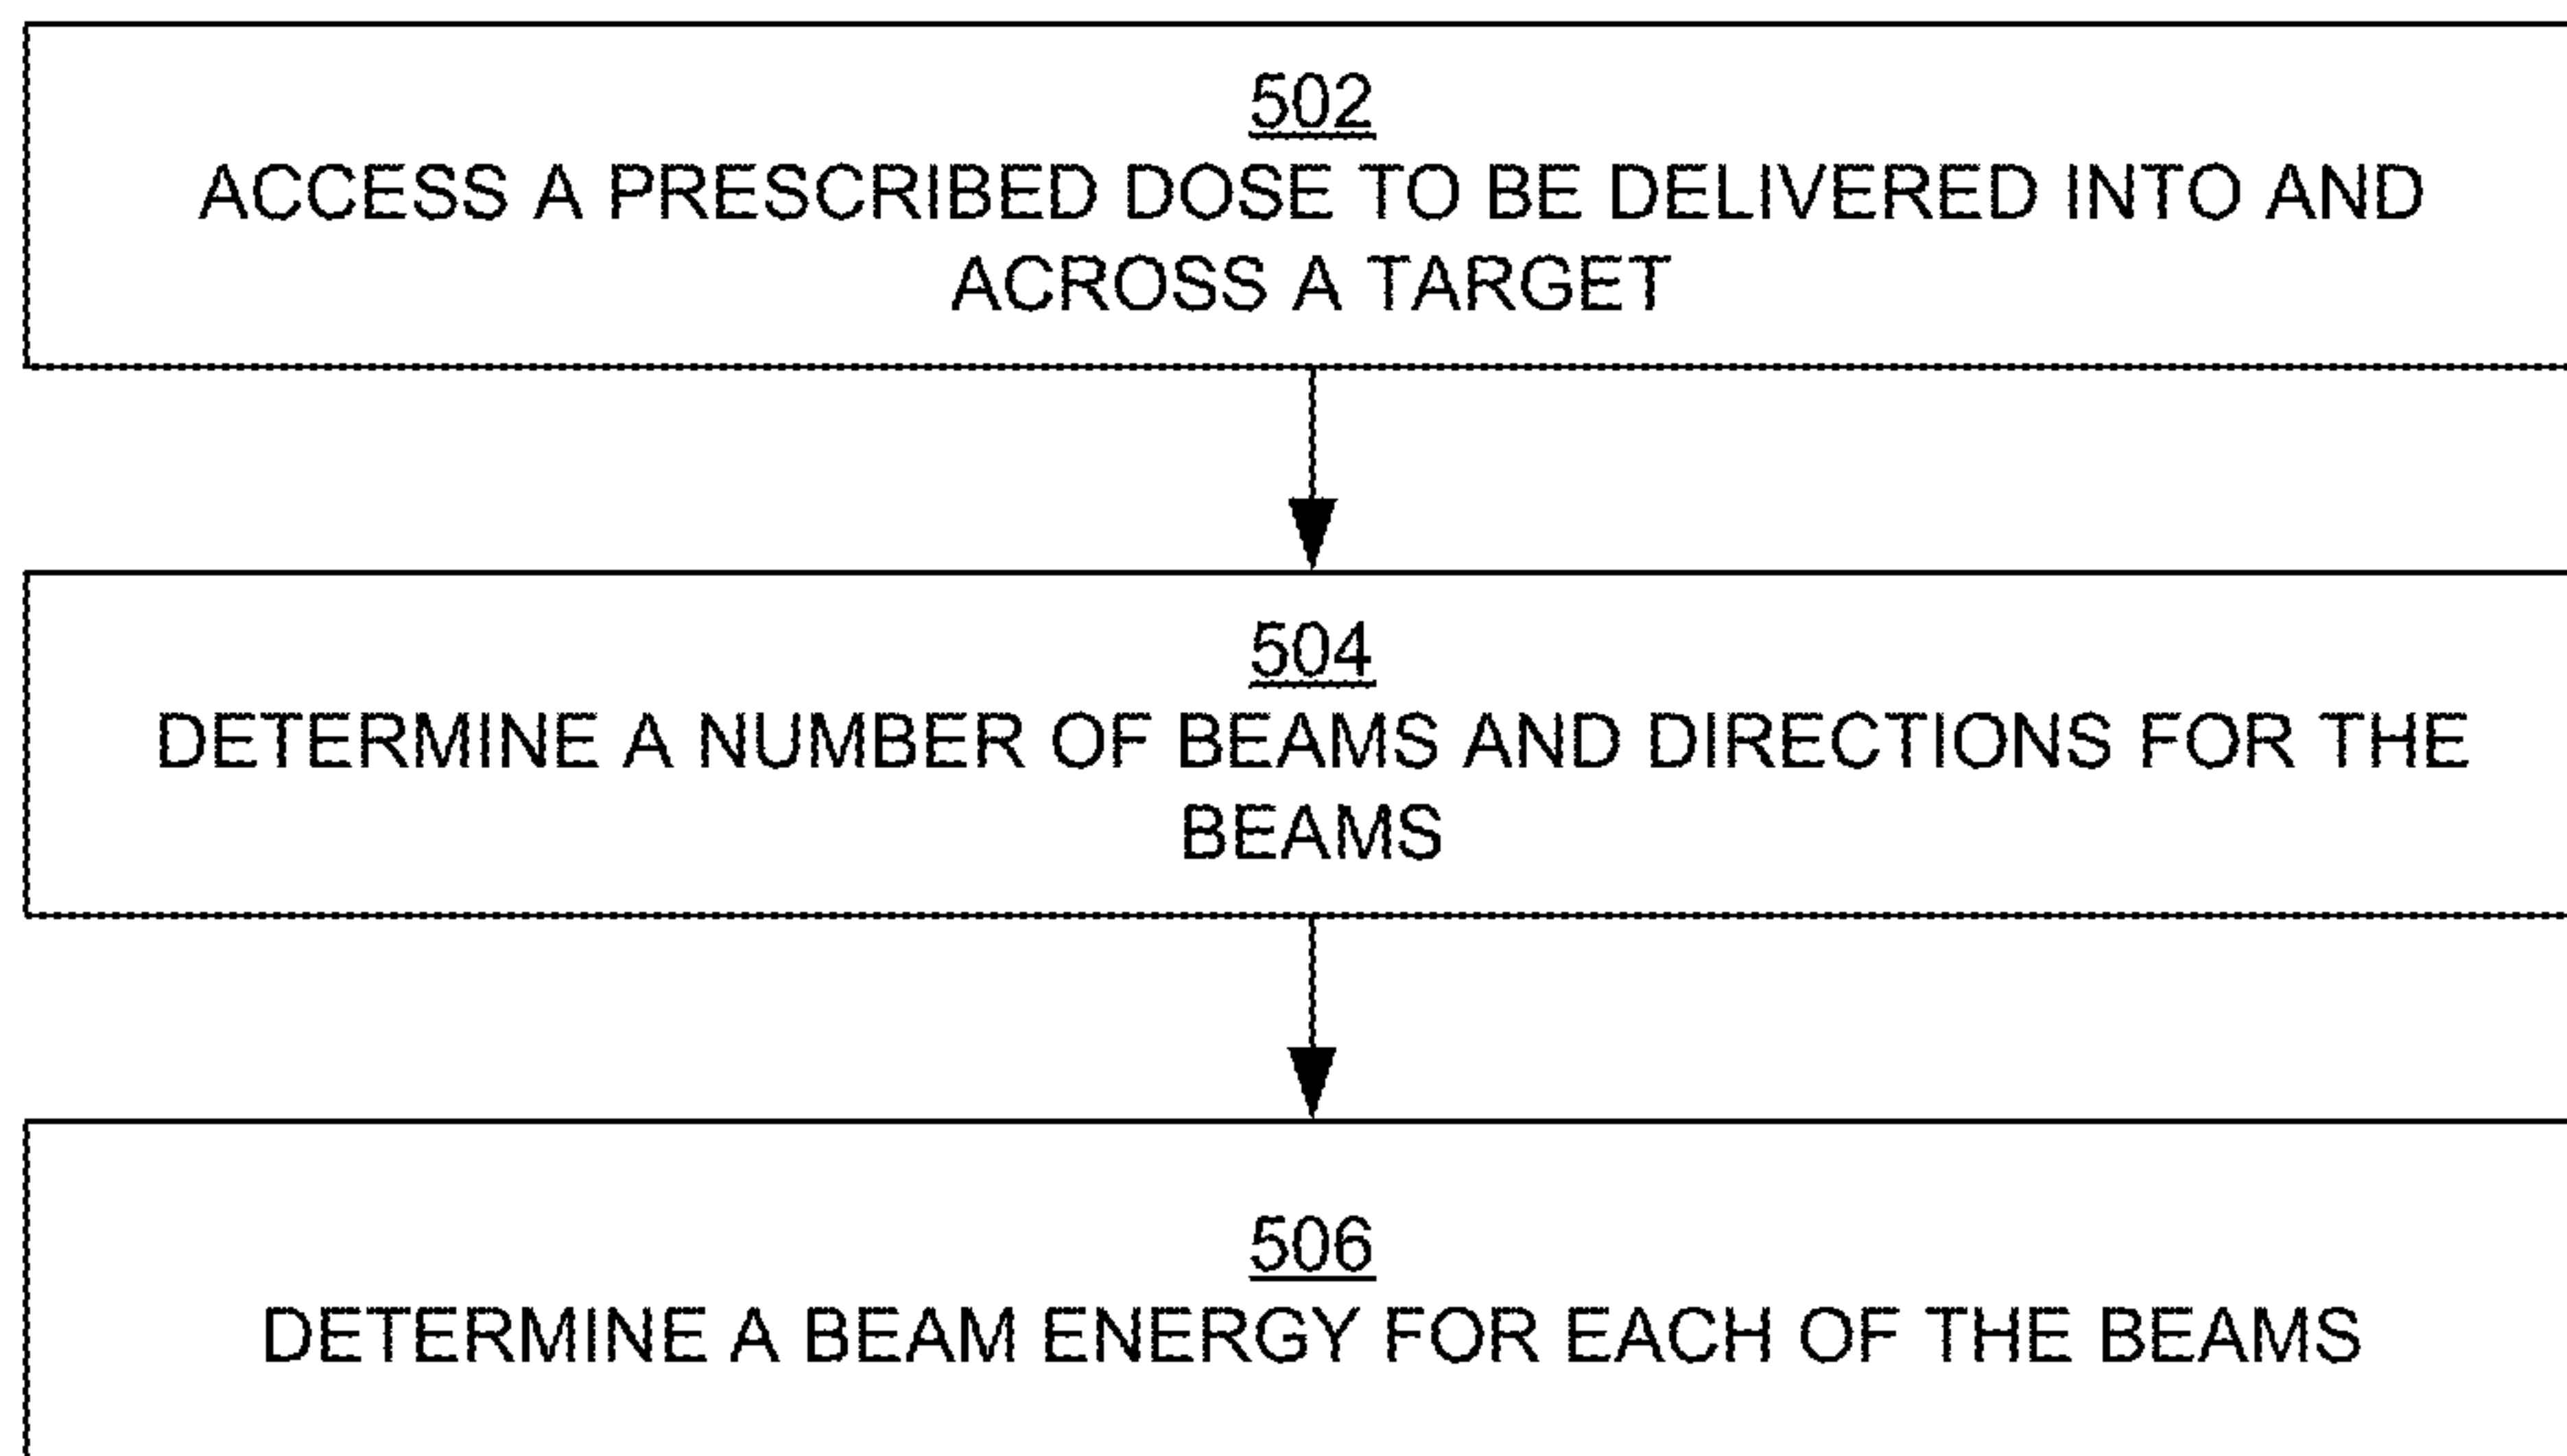 502
ACCESS A PRESCRIBED DOSE TO BE DELIVERED INTO AND
ACROSS A TARGET
504
DETERMINE A NUMBER OF BEAMS AND DIRECTIONS FOR THE
BEAMS
506
DETERMINE A BEAM ENERGY FOR EACH OF THE BEAMS